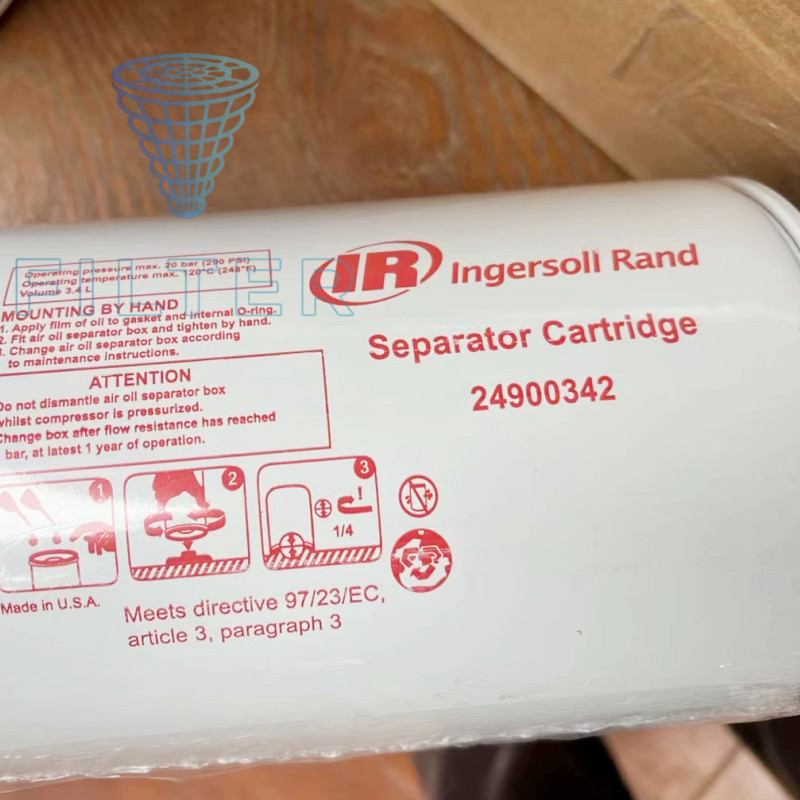 Operating pressure max. 20 bar (290 PSI)
Operating temperature max. 120°C (248°F)
Volume 3.4 L
FILTER
MOUNTING BY HAND
1. Apply film of oil to gasket and internal O-ring.
2. Fit air oil separator box and tighten by hand.
3. Change air oil separator box according
to maintenance instructions.
ATTENTION
Do not dismantle air oil separator box
whilst compressor is pressurized.
Change box after flow resistance has reached
bar, at latest 1 year of operation.
IR Ingersoll Rand
Separator Cartridge
24900342
1
2
3
!
1/4
Made in U.S.A.
Meets directive 97/23/EC,
article 3, paragraph 3